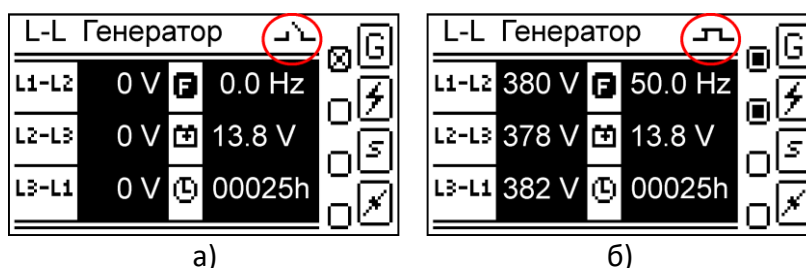 L-L Генератор
L1-L2 0 V F 0.0 Hz
L2-L3 0 V 13.8 V
L3-L1 0 V 00025h
G
S
а)
L-L Генератор
L1-L2 380 V F 50.0 Hz
L2-L3 378 V 13.8 V
L3-L1 382 V 00025h
G
S
б)